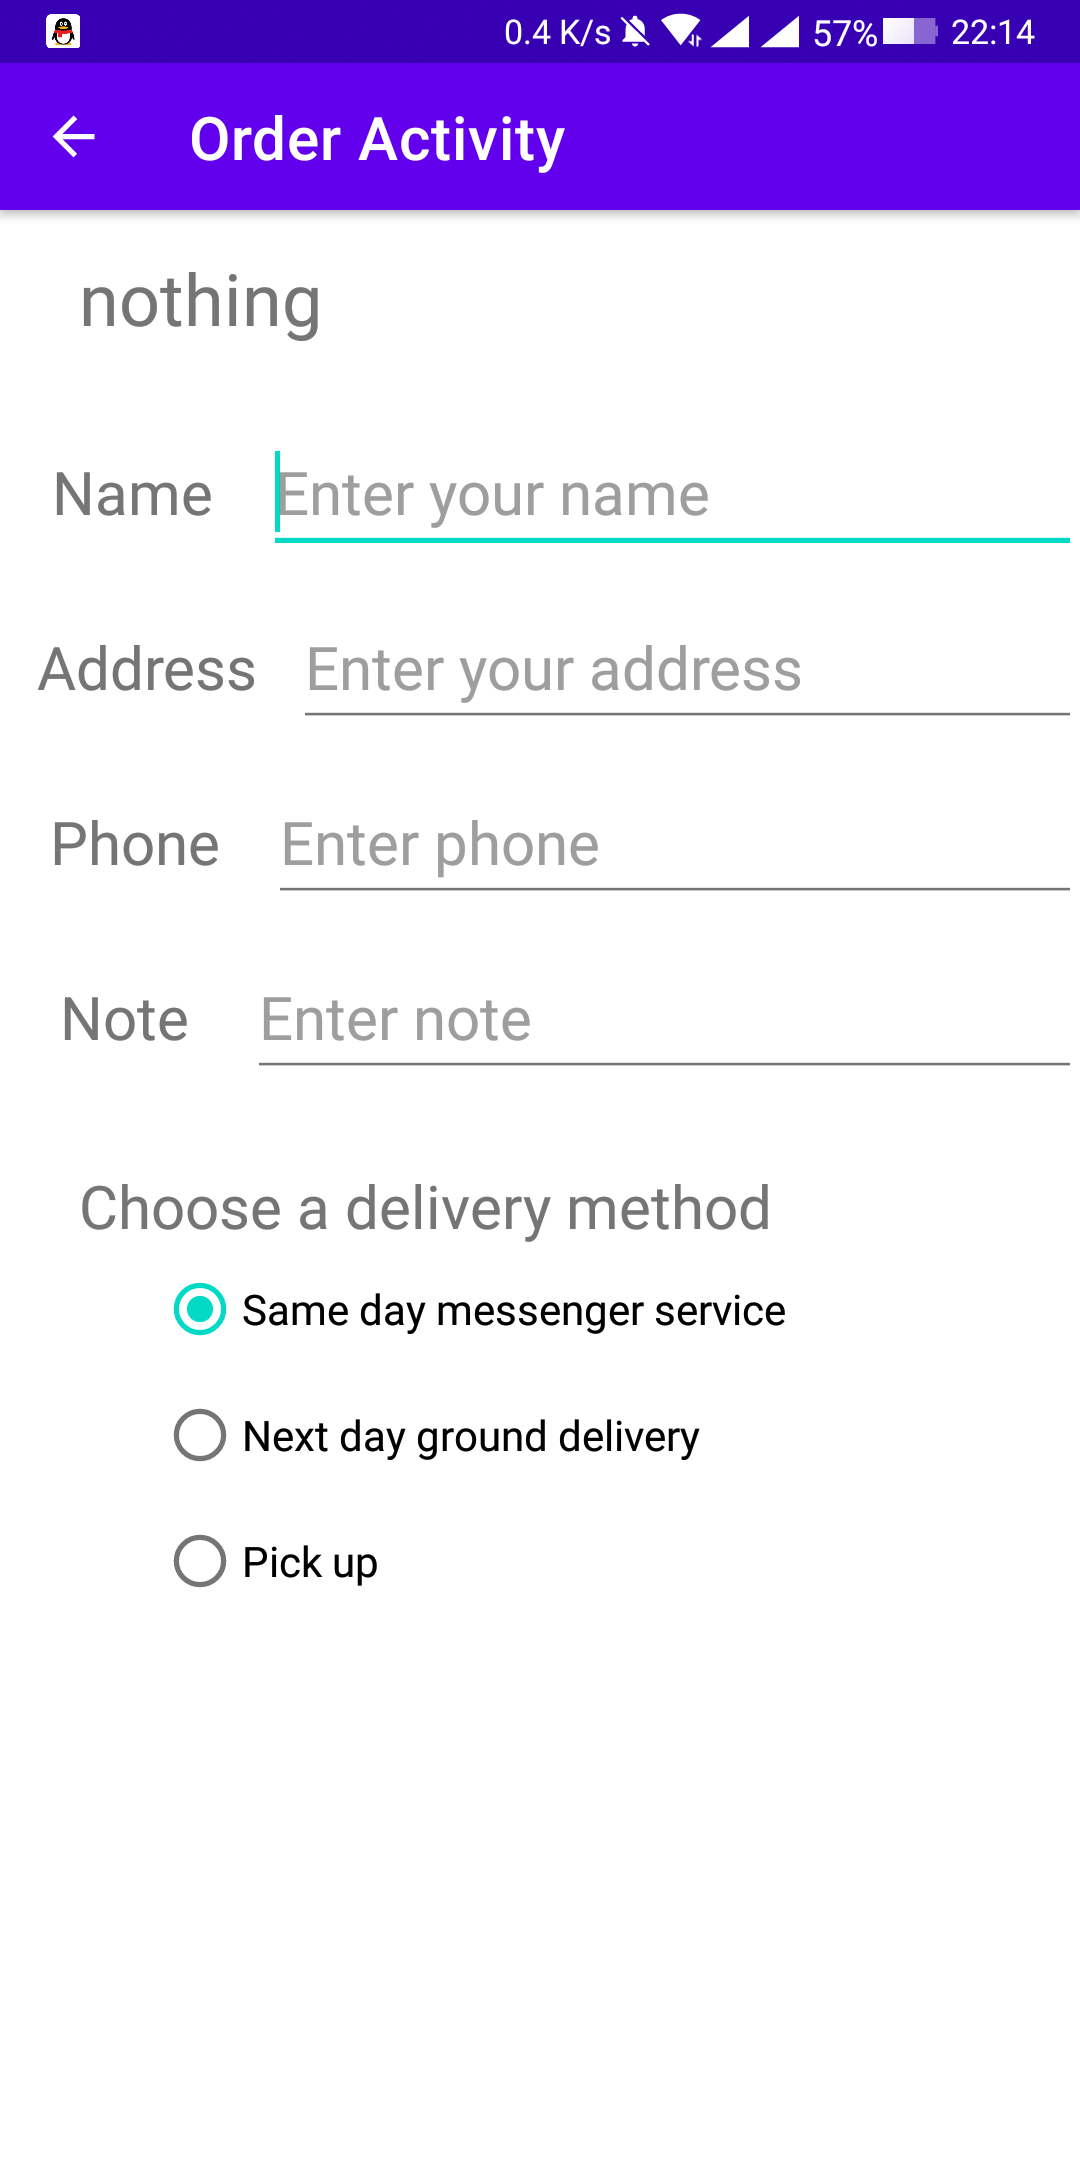 0.4 K/s 57% 22:14
Order Activity
nothing
Name Enter your name
Address Enter your address
Phone Enter phone
Note Enter note
Choose a delivery method
Same day messenger service
Next day ground delivery
Pick up